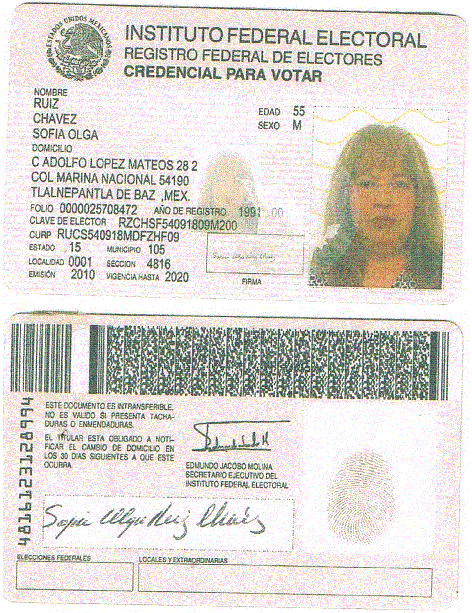 ESTADOS UNIDOS MEXICANOS
INSTITUTO FEDERAL ELECTORAL
REGISTRO FEDERAL DE ELECTORES
CREDENCIAL PARA VOTAR
NOMBRE
RUIZ
CHAVEZ
SOFIA OLGA
EDAD 55
SEXO M
DOMICILIO
C ADOLFO LOPEZ MATEOS 28 2
COL MARINA NACIONAL 54190
TLALNEPANTLA DE BAZ ,MEX.
FOLIO 0000025708472 AÑO DE REGISTRO 1991 00
CLAVE DE ELECTOR RZCHSF54091809M200
CURP RUCS540918MDFZHF09
ESTADO 15 MUNICIPIO 105
LOCALIDAD 0001 SECCION 4816
EMISIÓN 2010 VIGENCIA HASTA 2020
FIRMA
4816123128994
ESTE DOCUMENTO ES INTRANSFERIBLE,
NO ES VALIDO SI PRESENTA TACHA-
DURAS O ENMENDADURAS.
EL TITULAR ESTA OBLIGADO A NOTI-
FICAR EL CAMBIO DE DOMICILIO EN
LOS 30 DIAS SIGUIENTES A QUE ESTE
OCURRA.
EDMUNDO JACOBO MOLINA
SECRETARIO EJECUTIVO DEL
INSTITUTO FEDERAL ELECTORAL
Sofia Olga Ruiz Chávez
ELECCIONES FEDERALES
LOCALES Y EXTRAORDINARIAS